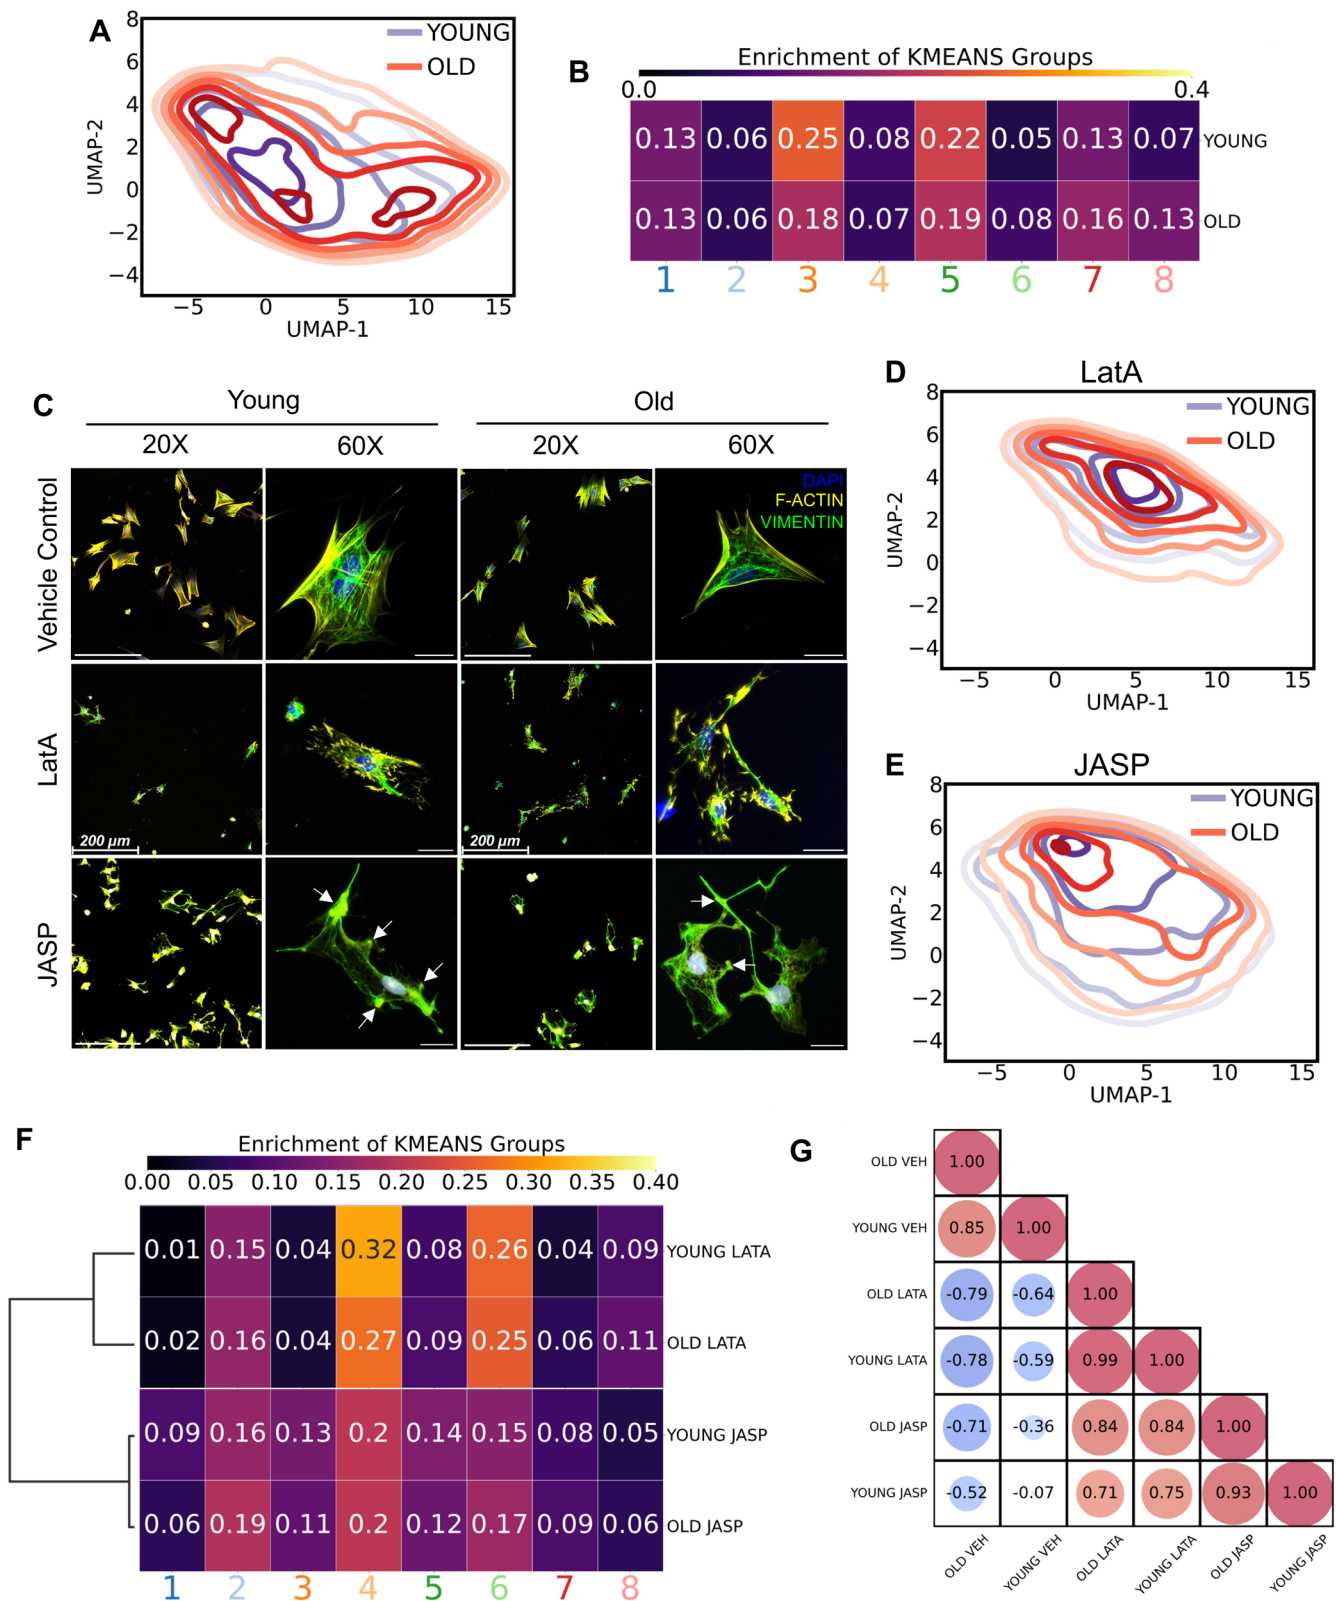 A
8
6
4
2
0
−2
−4
UMAP-2
YOUNG
OLD
−5 0 5 10 15
UMAP-1
B
Enrichment of KMEANS Groups
0.0 0.4
0.13 0.06 0.25 0.08 0.22 0.05 0.13 0.07 YOUNG
0.13 0.06 0.18 0.07 0.19 0.08 0.16 0.13 OLD
1 2 3 4 5 6 7 8
C
Young Old
20X 60X 20X 60X
Vehicle Control
DAPI
F-ACTIN
VIMENTIN
LatA
200 µm 200 µm
JASP
D
LatA
8
6
4
2
0
−2
−4
UMAP-2
YOUNG
OLD
−5 0 5 10 15
UMAP-1
E
JASP
8
6
4
2
0
−2
−4
UMAP-2
YOUNG
OLD
−5 0 5 10 15
UMAP-1
F
Enrichment of KMEANS Groups
0.00 0.05 0.10 0.15 0.20 0.25 0.30 0.35 0.40
0.01 0.15 0.04 0.32 0.08 0.26 0.04 0.09 YOUNG LATA
0.02 0.16 0.04 0.27 0.09 0.25 0.06 0.11 OLD LATA
0.09 0.16 0.13 0.2 0.14 0.15 0.08 0.05 YOUNG JASP
0.06 0.19 0.11 0.2 0.12 0.17 0.09 0.06 OLD JASP
1 2 3 4 5 6 7 8
G
OLD VEH 1.00
YOUNG VEH 0.85 1.00
OLD LATA -0.79 -0.64 1.00
YOUNG LATA -0.78 -0.59 0.99 1.00
OLD JASP -0.71 -0.36 0.84 0.84 1.00
YOUNG JASP -0.52 -0.07 0.71 0.75 0.93 1.00
OLD VEH YOUNG VEH OLD LATA YOUNG LATA OLD JASP YOUNG JASP